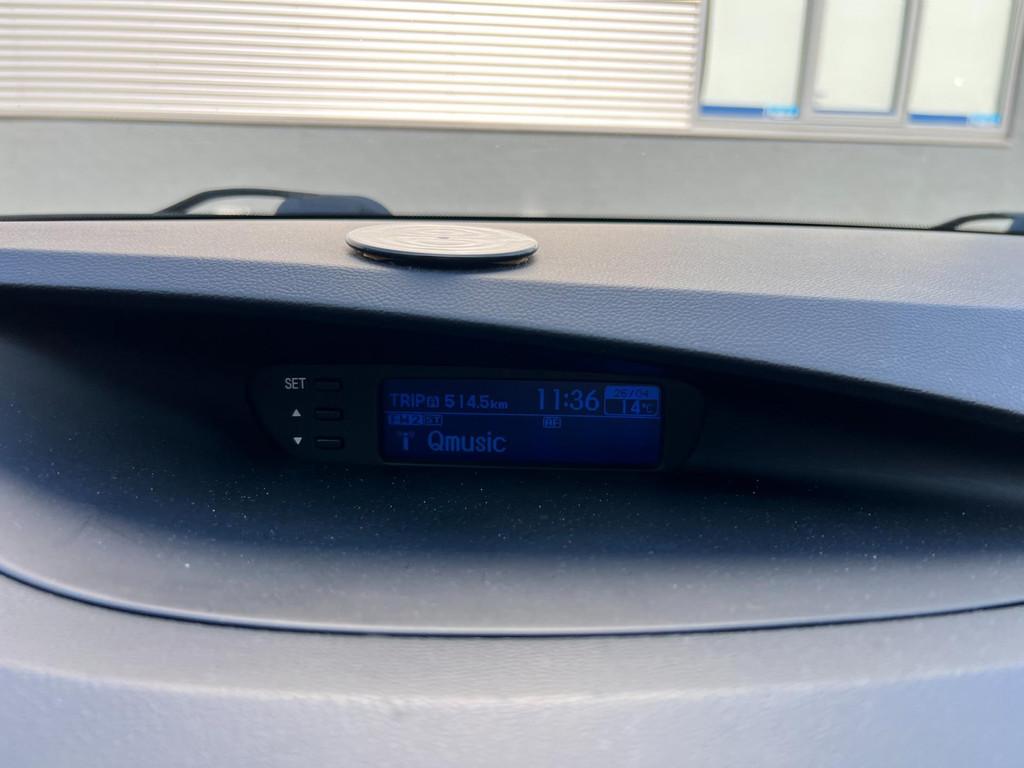 SET
TRIP A 514.5km 11:36 26/04
14°C
FM2 ST AF
i Qmusic